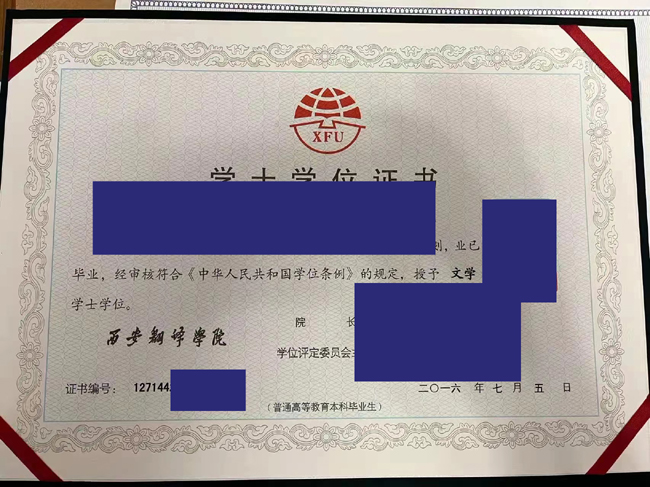 XFU
学士学位证书
业已
毕业，经审核符合《中华人民共和国学位条例》的规定，授予 文学
学士学位。
院 长
西安翻译学院
学位评定委员会主
证书编号： 127144
二〇一六 年 七 月 五 日
（普通高等教育本科毕业生）